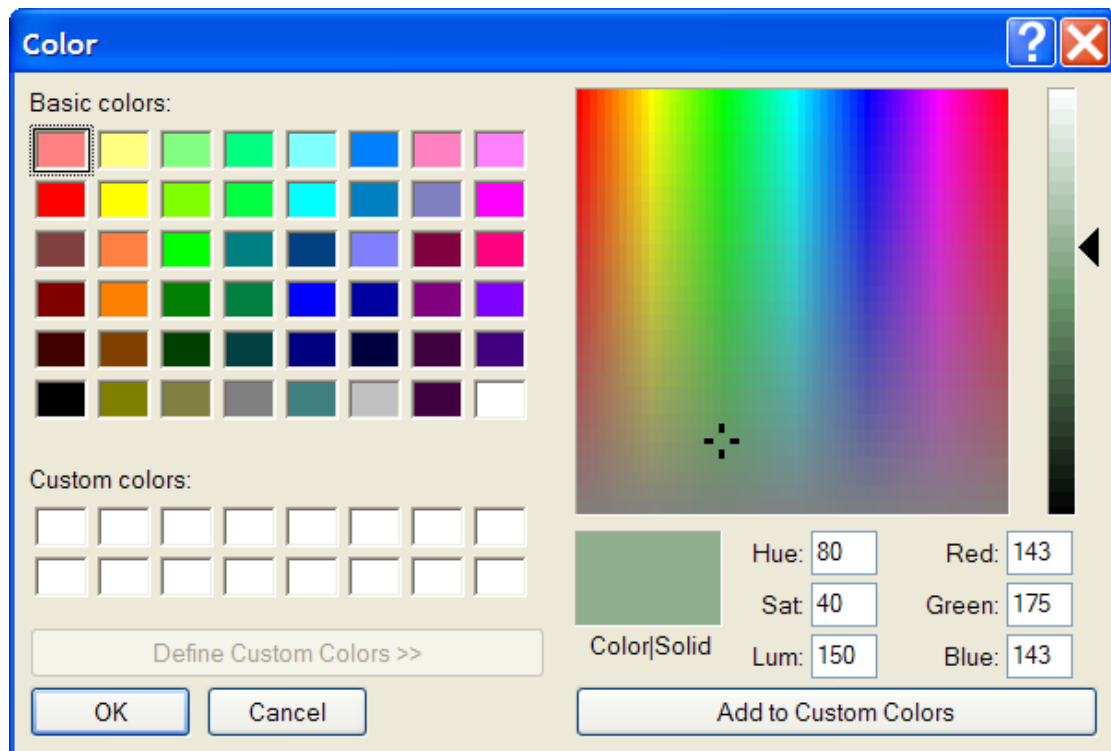 Color
Basic colors:
Custom colors:
Define Custom Colors >>
OK
Cancel
Color|Solid
Hue: 80
Sat: 40
Lum: 150
Red: 143
Green: 175
Blue: 143
Add to Custom Colors